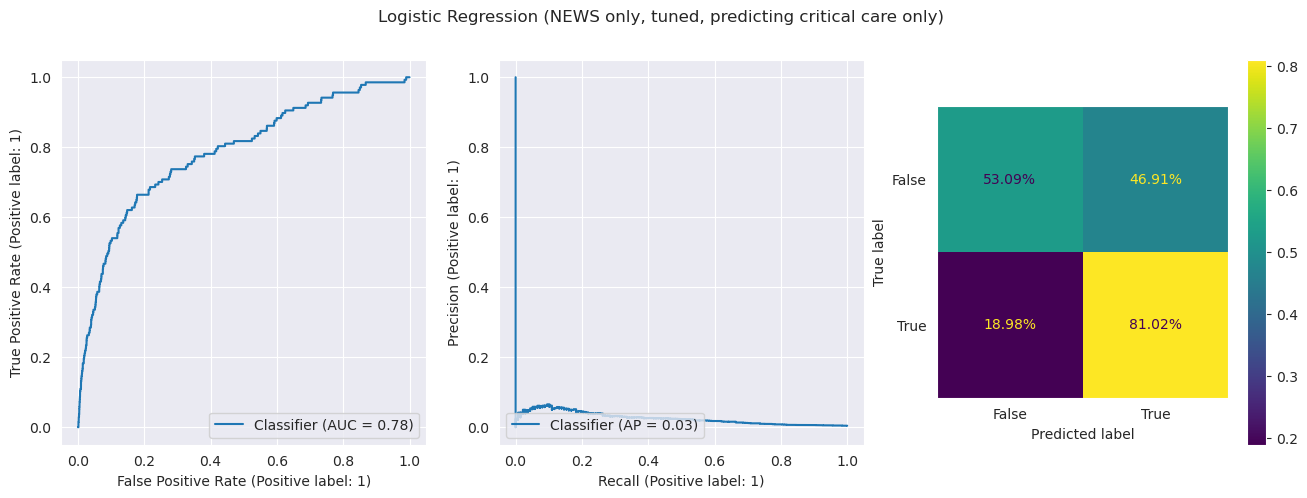 Logistic Regression (NEWS only, tuned, predicting critical care only)
True Positive Rate (Positive label: 1)
1.0
0.8
0.6
0.4
0.2
0.0
Classifier (AUC = 0.78)
0.0 0.2 0.4 0.6 0.8 1.0
False Positive Rate (Positive label: 1)
Precision (Positive label: 1)
1.0
0.8
0.6
0.4
0.2
0.0
Classifier (AP = 0.03)
0.0 0.2 0.4 0.6 0.8 1.0
Recall (Positive label: 1)
True label
False 53.09% 46.91%
True 18.98% 81.02%
False True
Predicted label
0.8
0.7
0.6
0.5
0.4
0.3
0.2